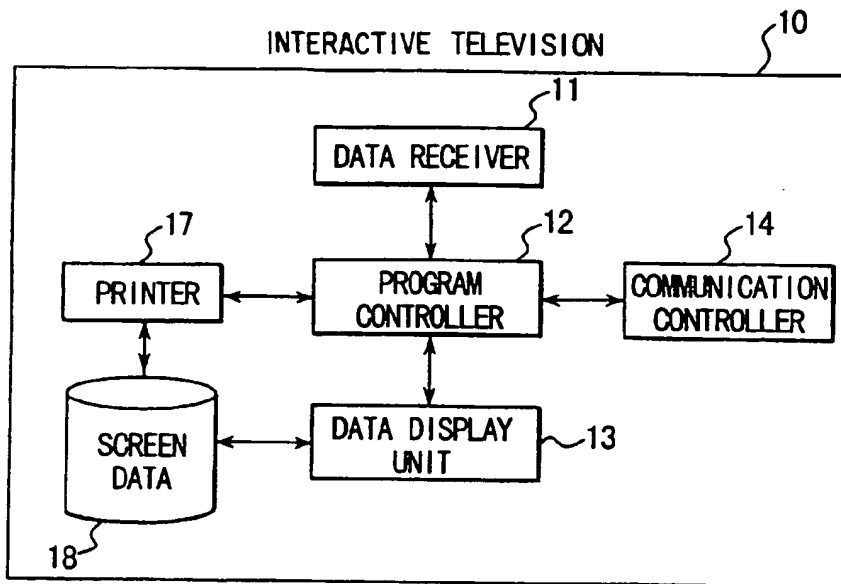 INTERACTIVE TELEVISION
10
11
DATA RECEIVER
17
12
14
PRINTER
PROGRAM
CONTROLLER
COMMUNICATION
CONTROLLER
SCREEN
DATA
DATA DISPLAY
UNIT
13
18